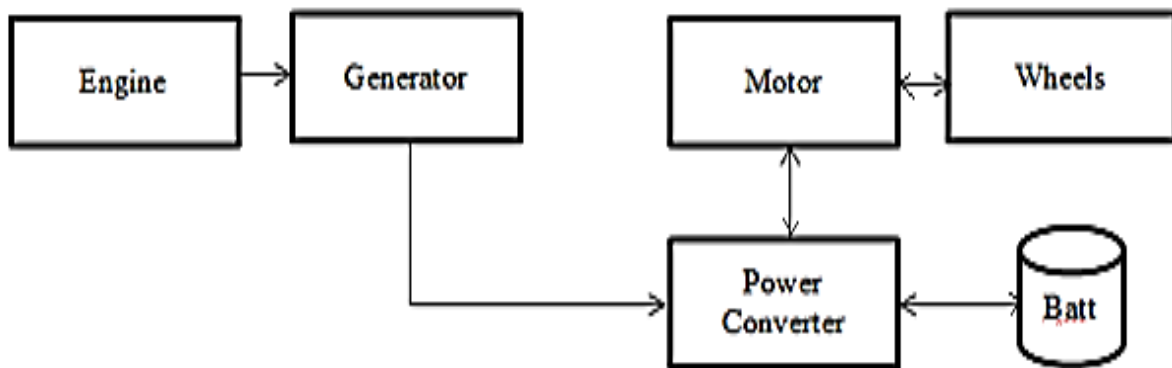 Engine
Generator
Motor
Wheels
Power
Converter
Batt